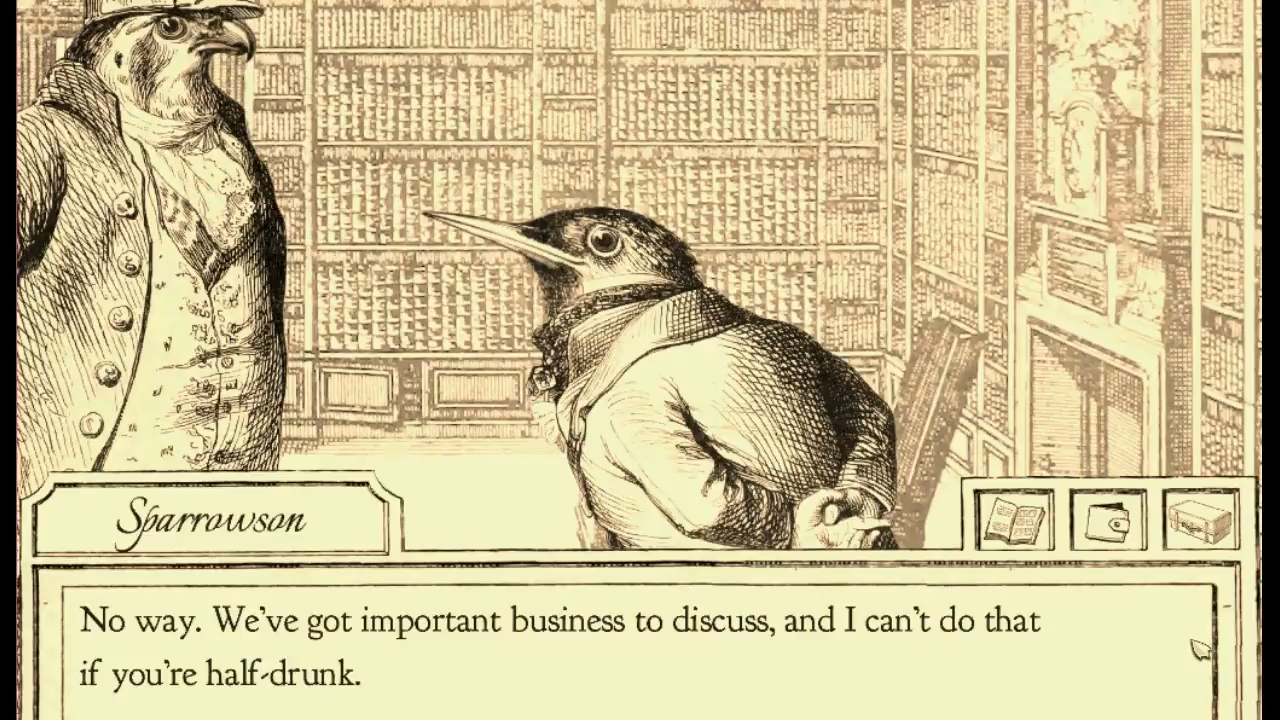 Sparrowson
No way. We've got important business to discuss, and I can't do that
if you're half-drunk.